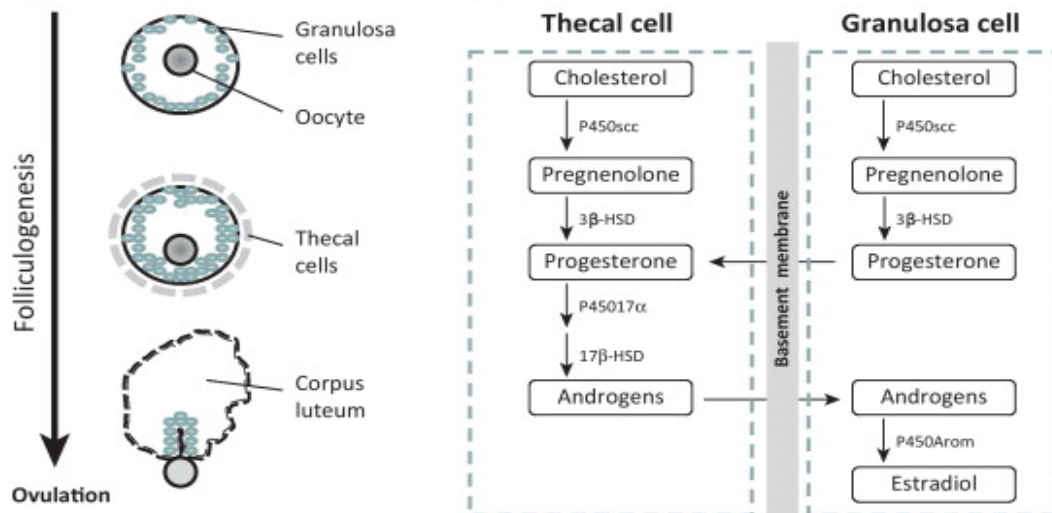 Granulosa
cells
Oocyte
Thecal
cells
Corpus
luteum
Folliculogenesis
Ovulation
Thecal cell
Cholesterol
P450scc
Pregnenolone
3β-HSD
Progesterone
P45017α
17β-HSD
Androgens
Basement membrane
Granulosa cell
Cholesterol
P450scc
Pregnenolone
3β-HSD
Progesterone
Androgens
P450Arom
Estradiol